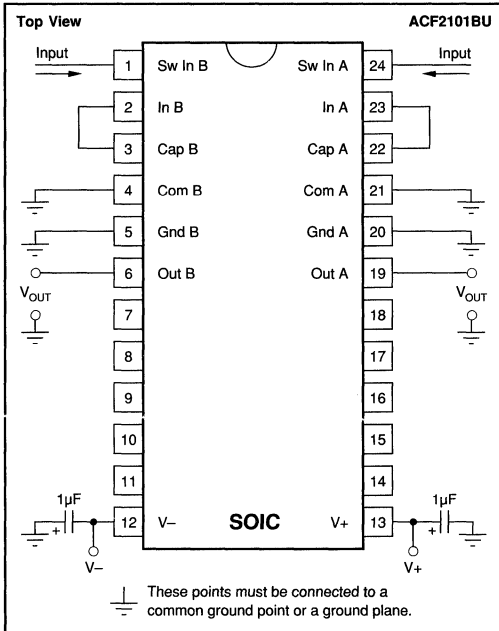 Top View ACF2101BU
Input Input
1 Sw In B Sw In A 24
2 In B In A 23
3 Cap B Cap A 22
4 Com B Com A 21
5 Gnd B Gnd A 20
6 Out B Out A 19
VOUT VOUT
7 18
8 17
9 16
10 15
11 14
1µF 1µF
+ 12 V– SOIC V+ 13 +
V– V+
These points must be connected to a
common ground point or a ground plane.